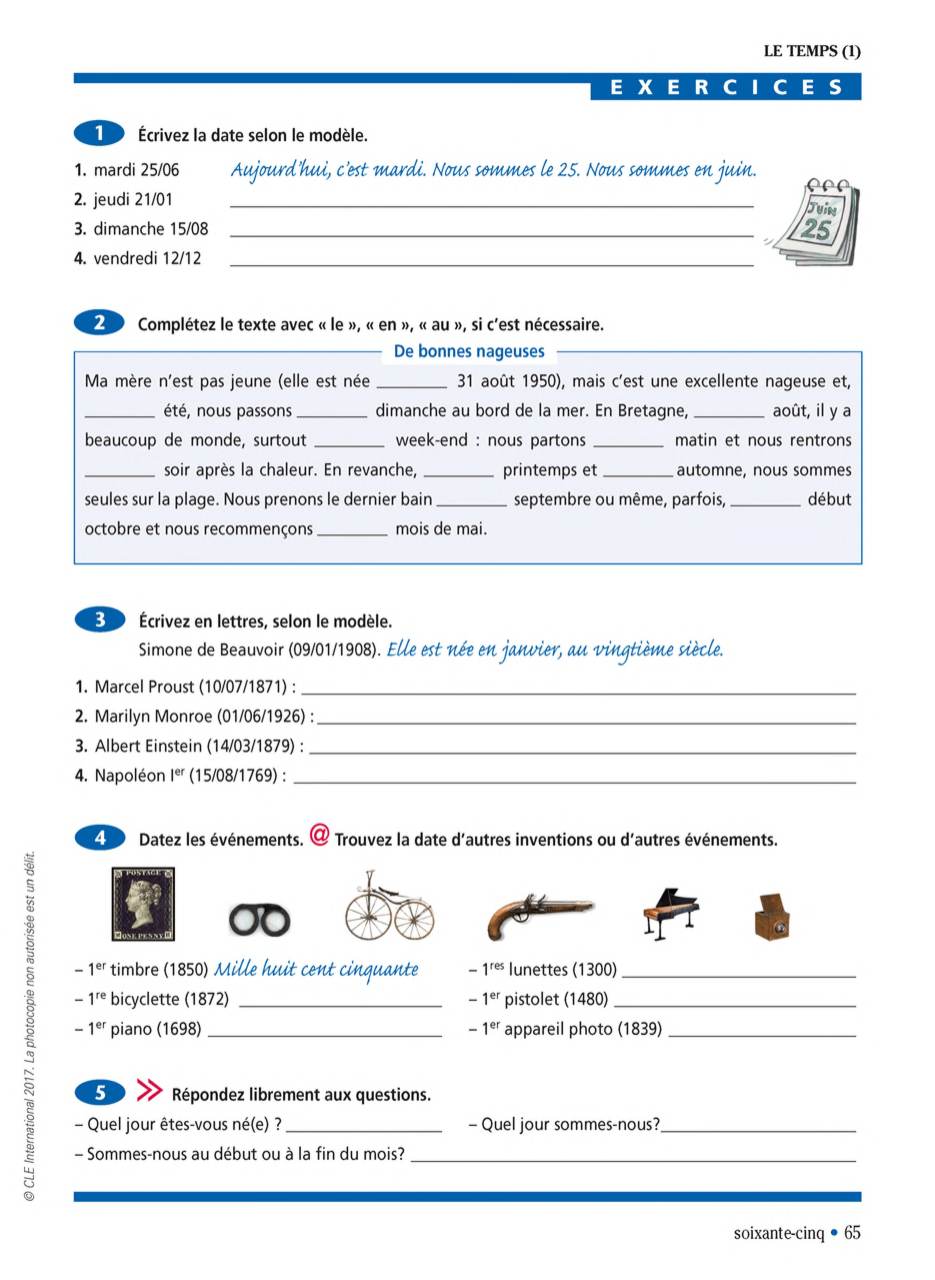 LE TEMPS (1)
EXERCICES
1 Écrivez la date selon le modèle.
1. mardi 25/06 Aujourd'hui, c'est mardi. Nous sommes le 25. Nous sommes en juin.
2. jeudi 21/01
3. dimanche 15/08
4. vendredi 12/12
JUIN
25
2 Complétez le texte avec « le », « en », « au », si c'est nécessaire.
De bonnes nageuses
Ma mère n'est pas jeune (elle est née ________ 31 août 1950), mais c'est une excellente nageuse et,
________ été, nous passons ________ dimanche au bord de la mer. En Bretagne, ________ août, il y a
beaucoup de monde, surtout ________ week-end : nous partons ________ matin et nous rentrons
________ soir après la chaleur. En revanche, ________ printemps et ________ automne, nous sommes
seules sur la plage. Nous prenons le dernier bain ________ septembre ou même, parfois, ________ début
octobre et nous recommençons ________ mois de mai.
3 Écrivez en lettres, selon le modèle.
Simone de Beauvoir (09/01/1908). Elle est née en janvier, au vingtième siècle.
1. Marcel Proust (10/07/1871) :
2. Marilyn Monroe (01/06/1926) :
3. Albert Einstein (14/03/1879) :
4. Napoléon Ier (15/08/1769) :
4 Datez les événements. @ Trouvez la date d'autres inventions ou d'autres événements.
POSTAGE
ONE PENNY
– 1er timbre (1850) Mille huit cent cinquante
– 1re bicyclette (1872)
– 1er piano (1698)
– 1res lunettes (1300)
– 1er pistolet (1480)
– 1er appareil photo (1839)
5 Répondez librement aux questions.
– Quel jour êtes-vous né(e) ?
– Quel jour sommes-nous?
– Sommes-nous au début ou à la fin du mois?
© CLE International 2017. La photocopie non autorisée est un délit.
soixante-cinq • 65